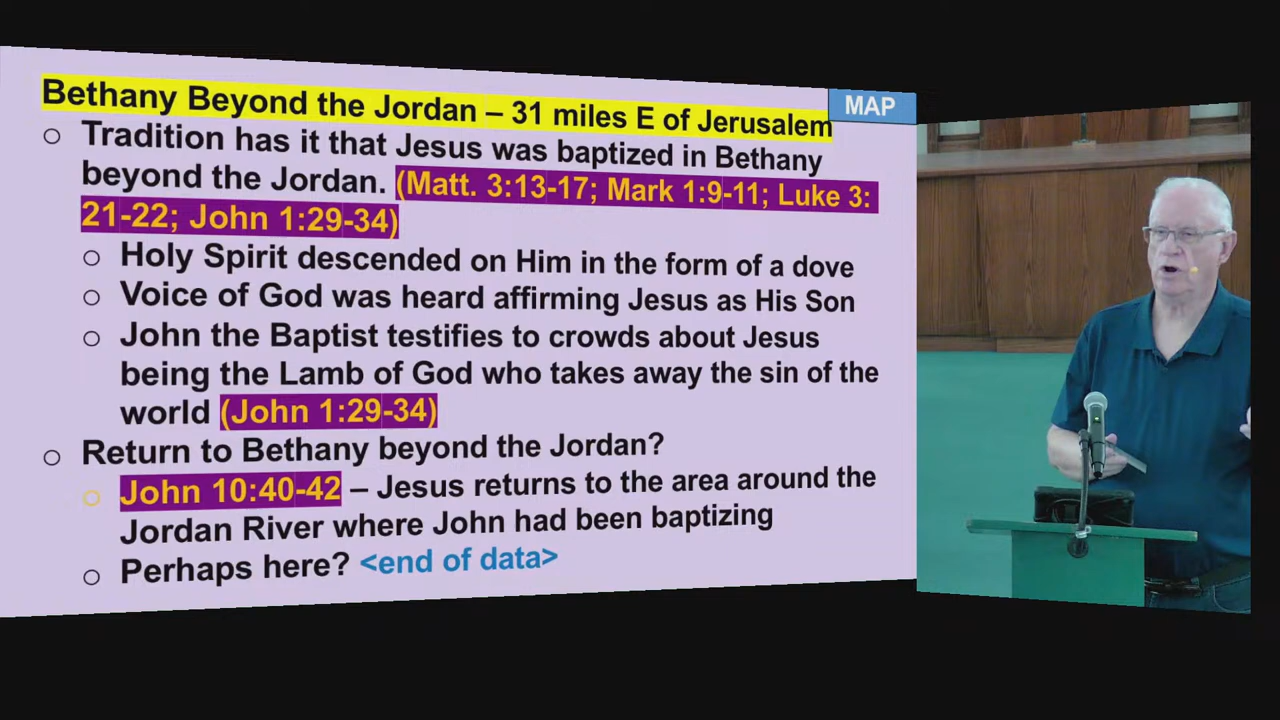 Bethany Beyond the Jordan – 31 miles E of Jerusalem
MAP
Tradition has it that Jesus was baptized in Bethany
beyond the Jordan. (Matt. 3:13-17; Mark 1:9-11; Luke 3:
21-22; John 1:29-34)
Holy Spirit descended on Him in the form of a dove
Voice of God was heard affirming Jesus as His Son
John the Baptist testifies to crowds about Jesus
being the Lamb of God who takes away the sin of the
world (John 1:29-34)
Return to Bethany beyond the Jordan?
John 10:40-42 – Jesus returns to the area around the
Jordan River where John had been baptizing
Perhaps here? <end of data>